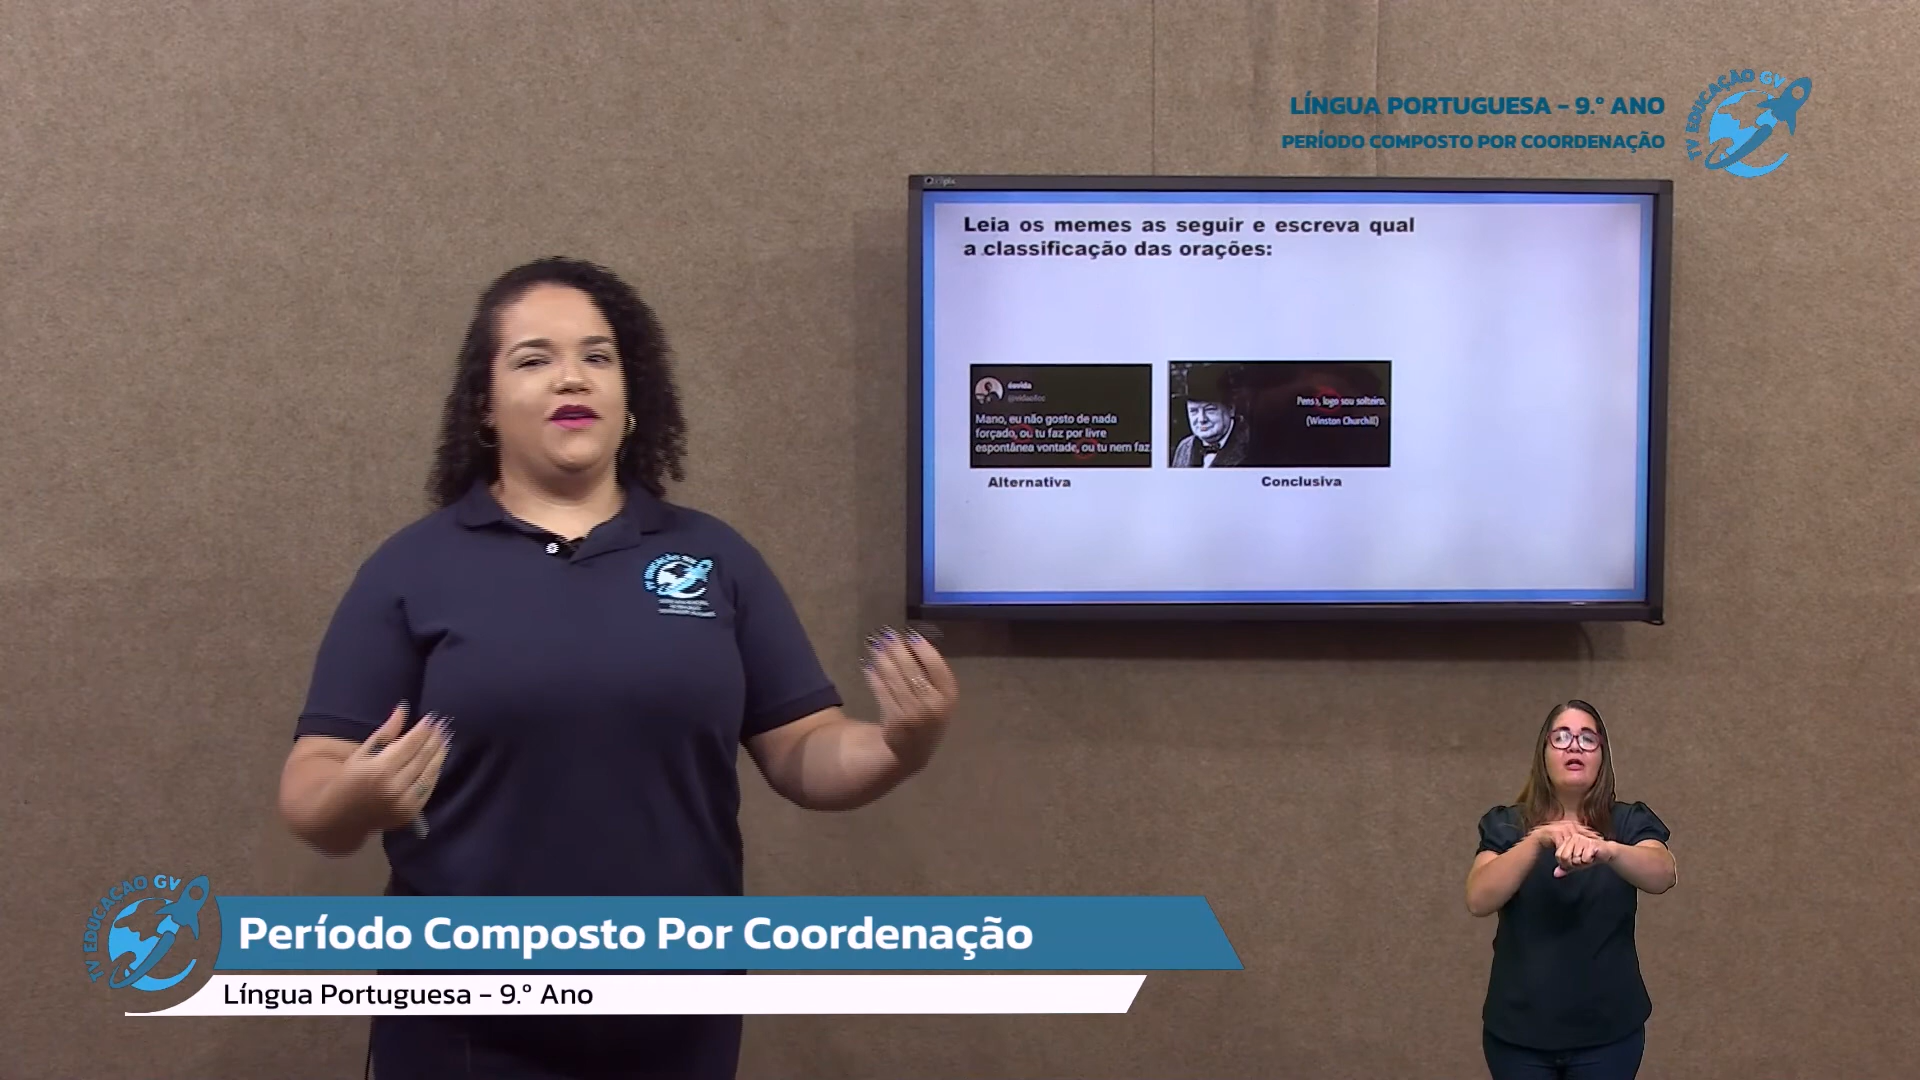 LÍNGUA PORTUGUESA - 9.º ANO
PERÍODO COMPOSTO POR COORDENAÇÃO
TV EDUCAÇÃO GV
Leia os memes as seguir e escreva qual
a classificação das orações:
Mano, eu não gosto de nada
forçado, ou tu faz por livre
espontânea vontade, ou tu nem faz
Alternativa
Penso, logo sou solteiro.
(Winston Churchill)
Conclusiva
TV EDUCAÇÃO GV
Período Composto Por Coordenação
Língua Portuguesa - 9.º Ano